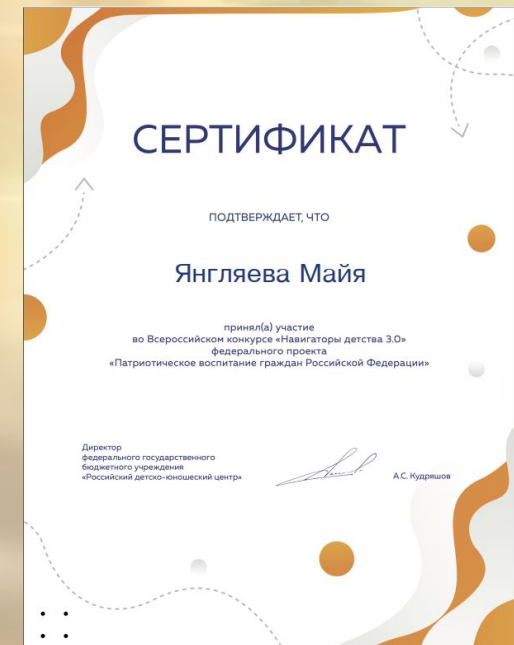 СЕРТИФИКАТ
ПОДТВЕРЖДАЕТ, ЧТО
Янгляева Майя
принял(а) участие
во Всероссийском конкурсе «Навигаторы детства 3.0»
федерального проекта
«Патриотическое воспитание граждан Российской Федерации»
Директор
федерального государственного
бюджетного учреждения
«Российский детско-юношеский центр»
А.С. Кудряшов